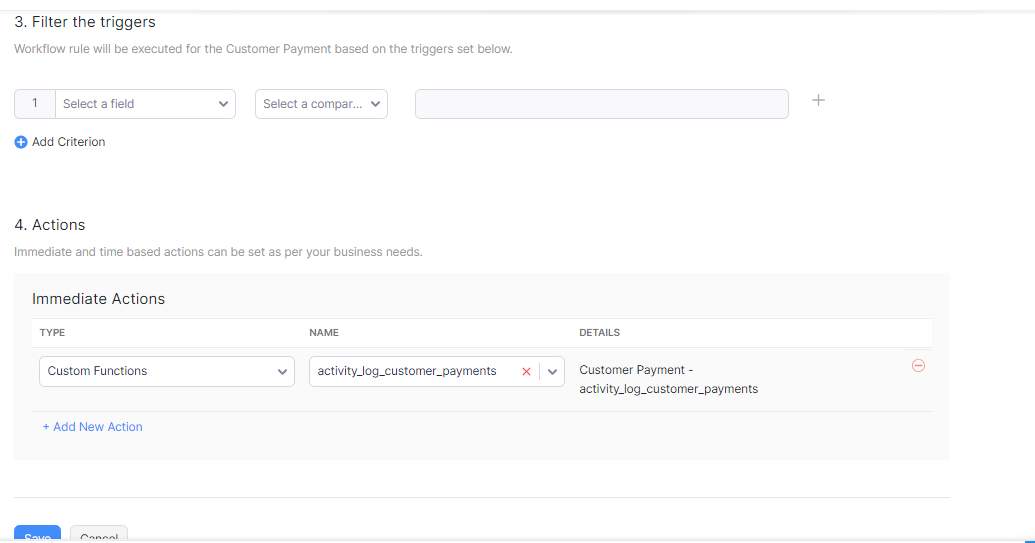 3. Filter the triggers
Workflow rule will be executed for the Customer Payment based on the triggers set below.
1 Select a field Select a compar...
Add Criterion
4. Actions
Immediate and time based actions can be set as per your business needs.
Immediate Actions
TYPE NAME DETAILS
Custom Functions activity_log_customer_payments Customer Payment -
activity_log_customer_payments
+ Add New Action
Save Cancel